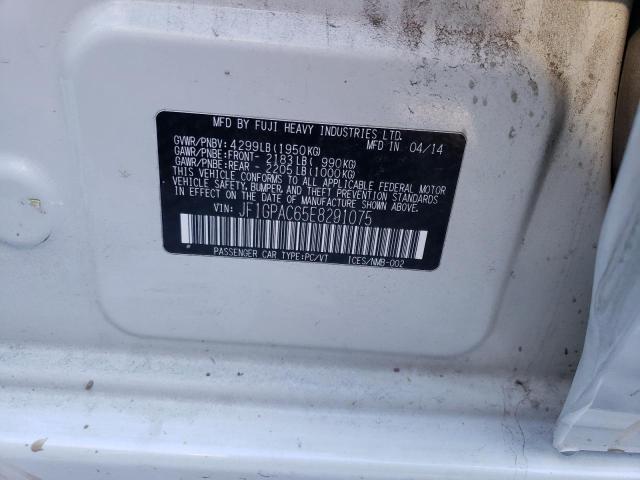 MFD BY FUJI HEAVY INDUSTRIES LTD.
MFD IN 04/14
GVWR/PNBV: 4299LB(1950KG)
GAWR/PNBE:FRONT- 2183LB( 990KG)
GAWR/PNBE:REAR - 2205LB(1000KG)
THIS VEHICLE CONFORMS TO ALL APPLICABLE FEDERAL MOTOR
VEHICLE SAFETY, BUMPER, AND THEFT PREVENTION STANDARDS
IN EFFECT ON THE DATE OF MANUFACTURE SHOWN ABOVE.
VIN: JF1GPAC65E8291075
PASSENGER CAR TYPE:PC/VT ICES/NMB-002